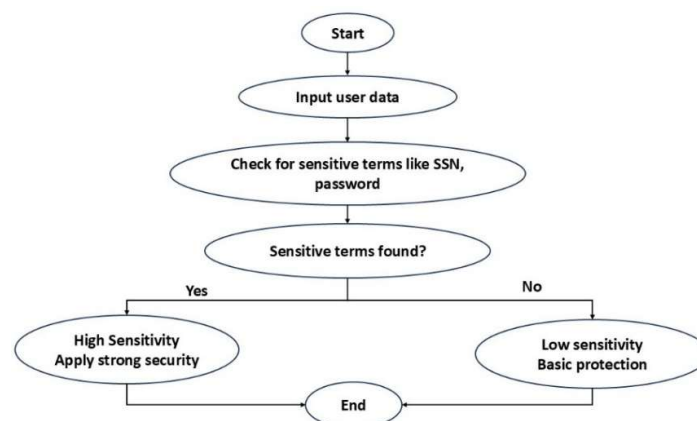 Start
Input user data
Check for sensitive terms like SSN,
password
Sensitive terms found?
Yes
No
High Sensitivity
Apply strong security
Low sensitivity
Basic protection
End